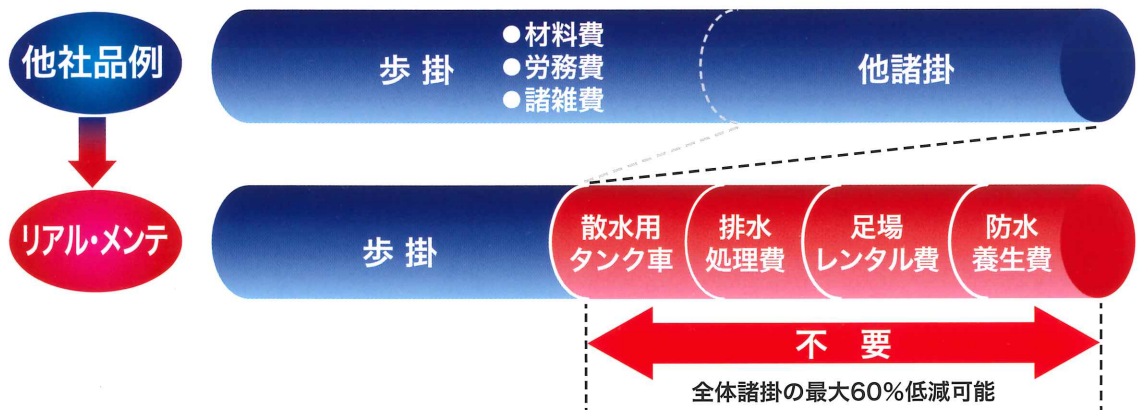 他社品例
歩掛
●材料費
●労務費
●諸雑費
他諸掛
リアル・メンテ
歩掛
散水用
タンク車
排水
処理費
足場
レンタル費
防水
養生費
不要
全体諸掛の最大60%低減可能